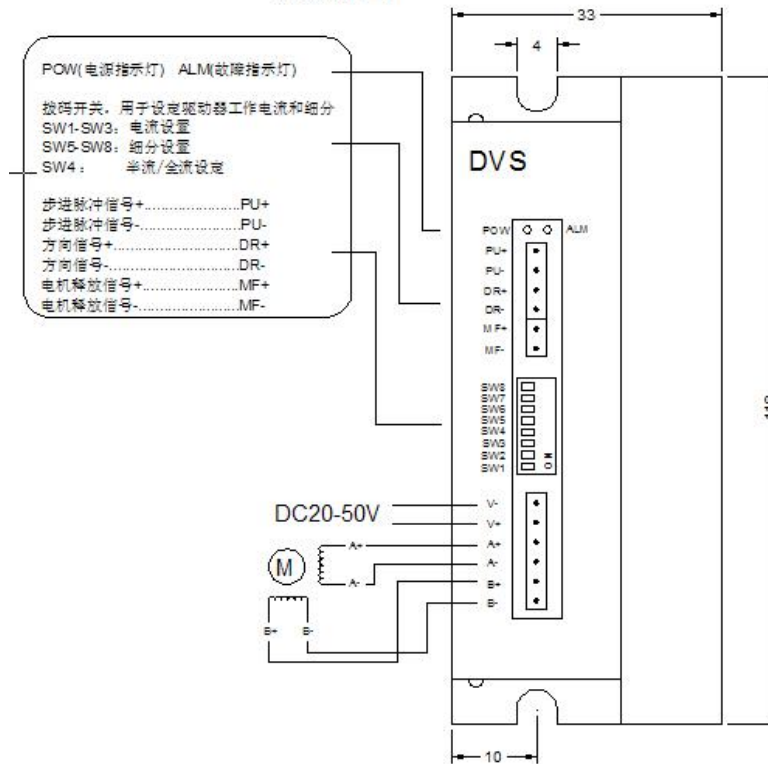 33
4
POW(电源指示灯) ALM(故障指示灯)
拨码开关，用于设定驱动器工作电流和细分
SW1-SW3：电流设置
SW5-SW8：细分设置
SW4： 半流/全流设定
步进脉冲信号+.....................PU+
步进脉冲信号-.....................PU-
方向信号+............................DR+
方向信号-.............................DR-
电机释放信号+.....................MF+
电机释放信号-......................MF-
DVS
POW ALM
PU+
PU-
DR+
DR-
MF+
MF-
SW8
SW7
SW6
SW5
SW4
SW3
SW2
SW1
ON
DC20-50V
V-
V+
A+
A-
B+
B-
M
A+
A-
B+ B-
10